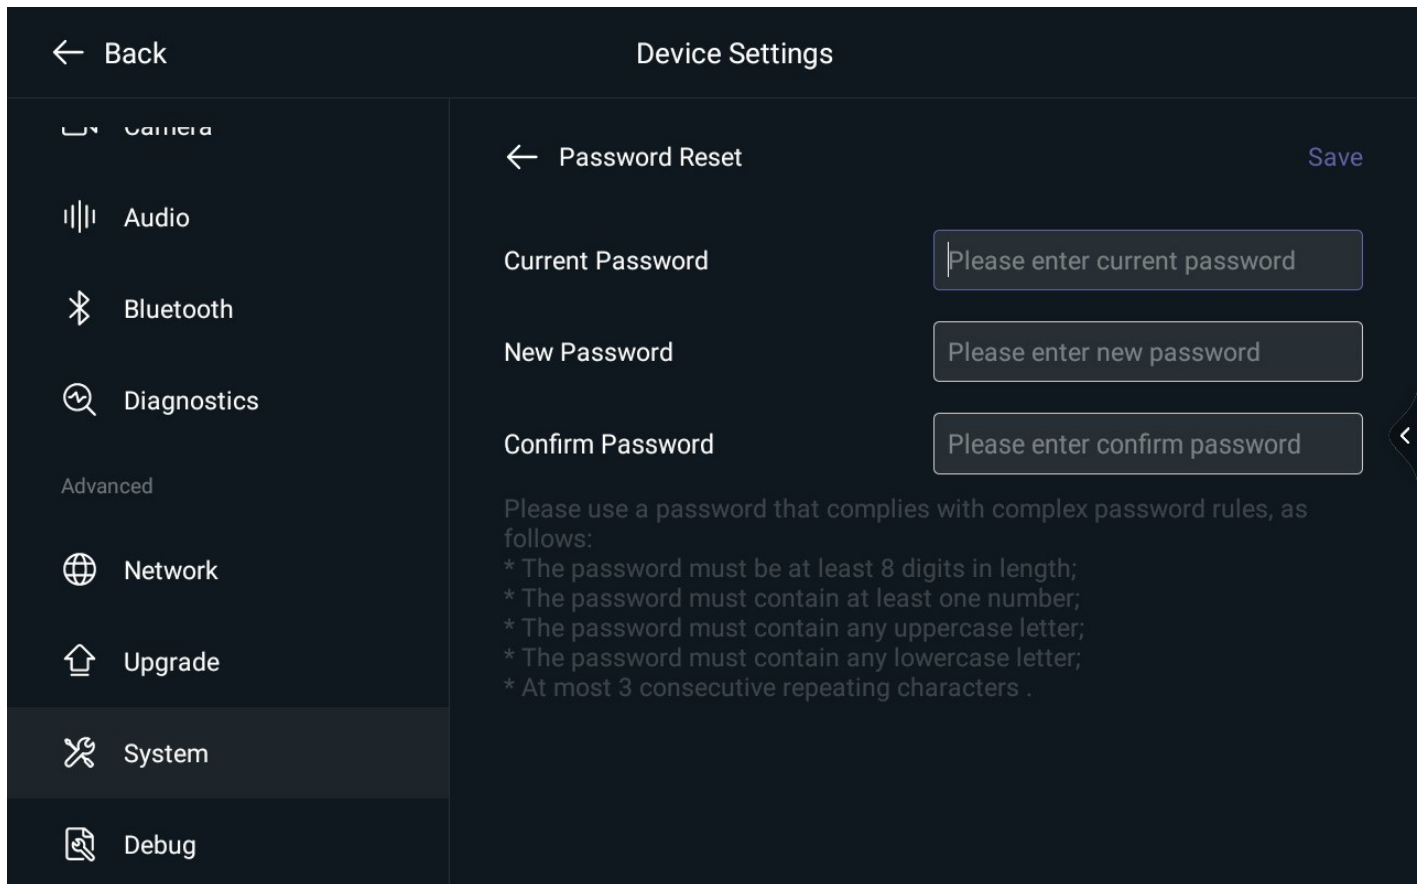 Back
Device Settings
Camera
Audio
Bluetooth
Diagnostics
Advanced
Network
Upgrade
System
Debug
Password Reset
Save
Current Password
Please enter current password
New Password
Please enter new password
Confirm Password
Please enter confirm password
Please use a password that complies with complex password rules, as
follows:
* The password must be at least 8 digits in length;
* The password must contain at least one number;
* The password must contain any uppercase letter;
* The password must contain any lowercase letter;
* At most 3 consecutive repeating characters .